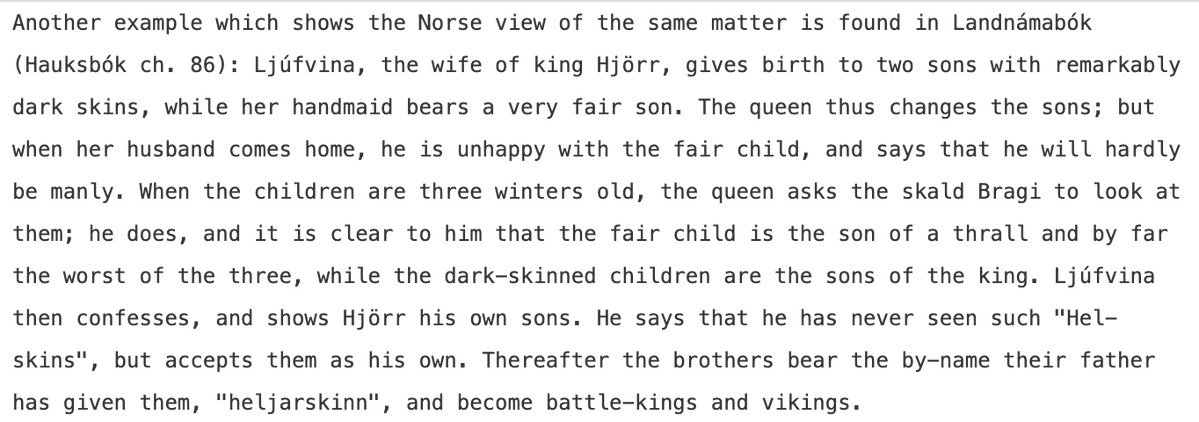 Another example which shows the Norse view of the same matter is found in Landnámabók
(Hauksbók ch. 86): Ljúfvina, the wife of king Hjörr, gives birth to two sons with remarkably
dark skins, while her handmaid bears a very fair son. The queen thus changes the sons; but
when her husband comes home, he is unhappy with the fair child, and says that he will hardly
be manly. When the children are three winters old, the queen asks the skald Bragi to look at
them; he does, and it is clear to him that the fair child is the son of a thrall and by far
the worst of the three, while the dark-skinned children are the sons of the king. Ljúfvina
then confesses, and shows Hjörr his own sons. He says that he has never seen such "Hel-
skins", but accepts them as his own. Thereafter the brothers bear the by-name their father
has given them, "heljarskinn", and become battle-kings and vikings.